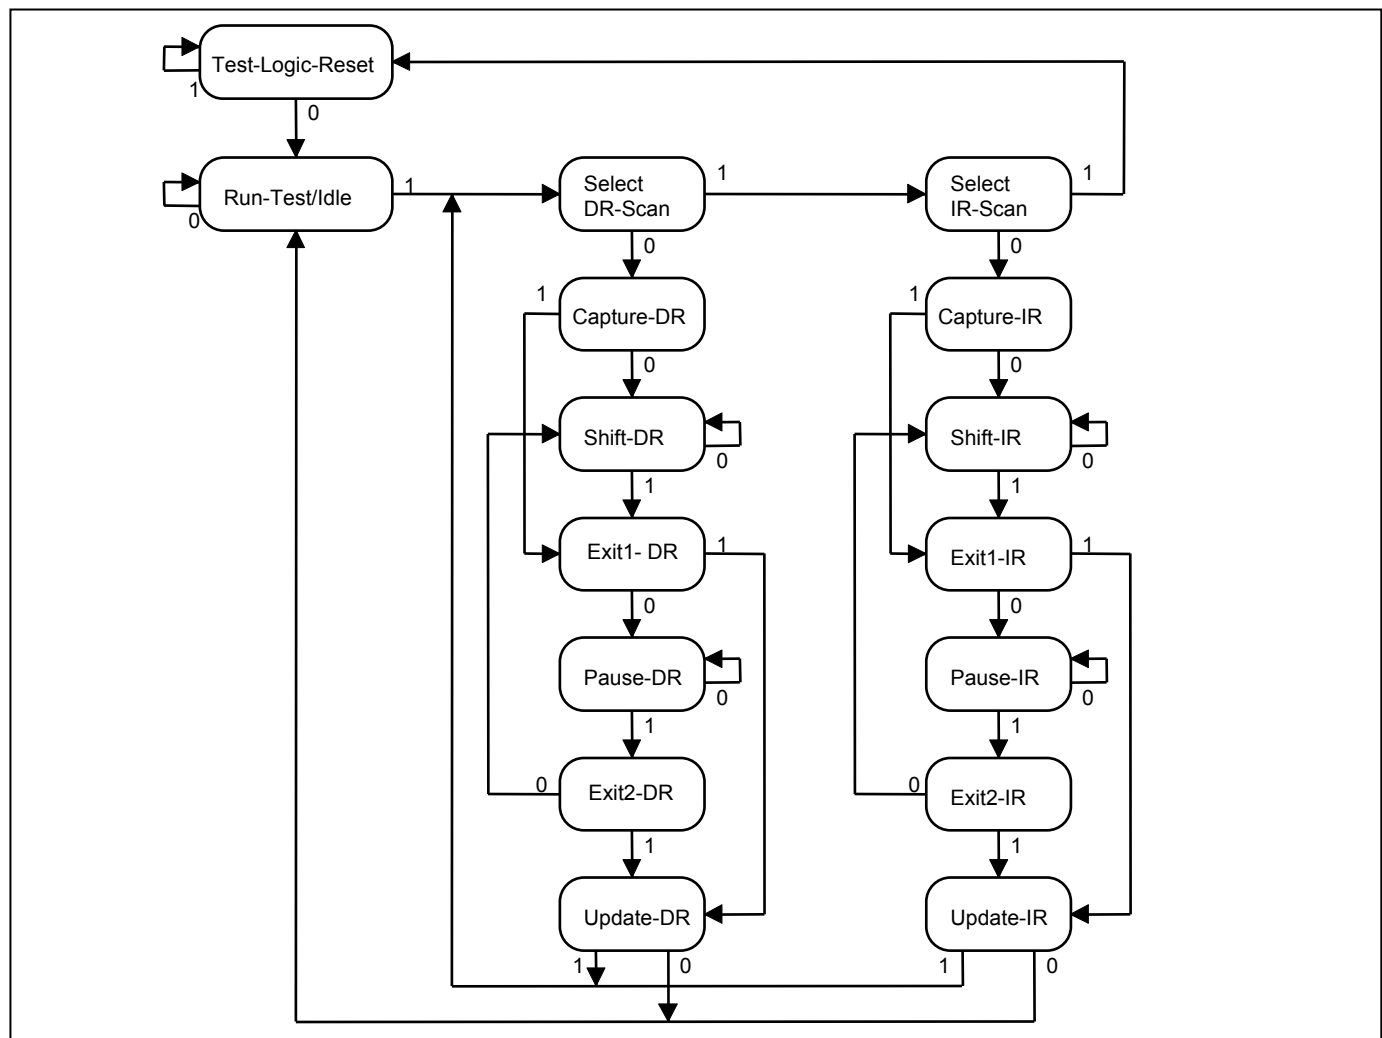 Test-Logic-Reset
1
0
Run-Test/Idle
0
1
Select
DR-Scan
1
0
Select
IR-Scan
1
0
1
Capture-DR
0
1
Capture-IR
0
Shift-DR
0
1
Shift-IR
0
1
Exit1- DR
1
0
Exit1-IR
1
0
Pause-DR
0
1
Pause-IR
0
1
0
Exit2-DR
1
0
Exit2-IR
1
Update-DR
1
0
Update-IR
1
0